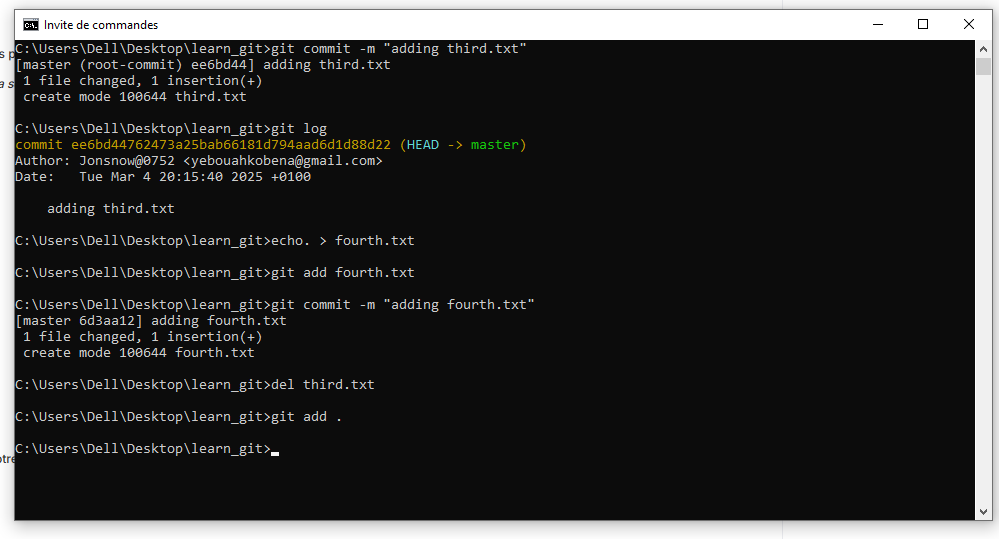 Invite de commandes
C:\Users\Dell\Desktop\learn_git>git commit -m "adding third.txt"
[master (root-commit) ee6bd44] adding third.txt
 1 file changed, 1 insertion(+)
 create mode 100644 third.txt
C:\Users\Dell\Desktop\learn_git>git log
commit ee6bd44762473a25bab66181d794aad6d1d88d22 (HEAD -> master)
Author: Jonsnow@0752 <yebouahkobena@gmail.com>
Date:   Tue Mar 4 20:15:40 2025 +0100
    adding third.txt
C:\Users\Dell\Desktop\learn_git>echo. > fourth.txt
C:\Users\Dell\Desktop\learn_git>git add fourth.txt
C:\Users\Dell\Desktop\learn_git>git commit -m "adding fourth.txt"
[master 6d3aa12] adding fourth.txt
 1 file changed, 1 insertion(+)
 create mode 100644 fourth.txt
C:\Users\Dell\Desktop\learn_git>del third.txt
C:\Users\Dell\Desktop\learn_git>git add .
C:\Users\Dell\Desktop\learn_git>